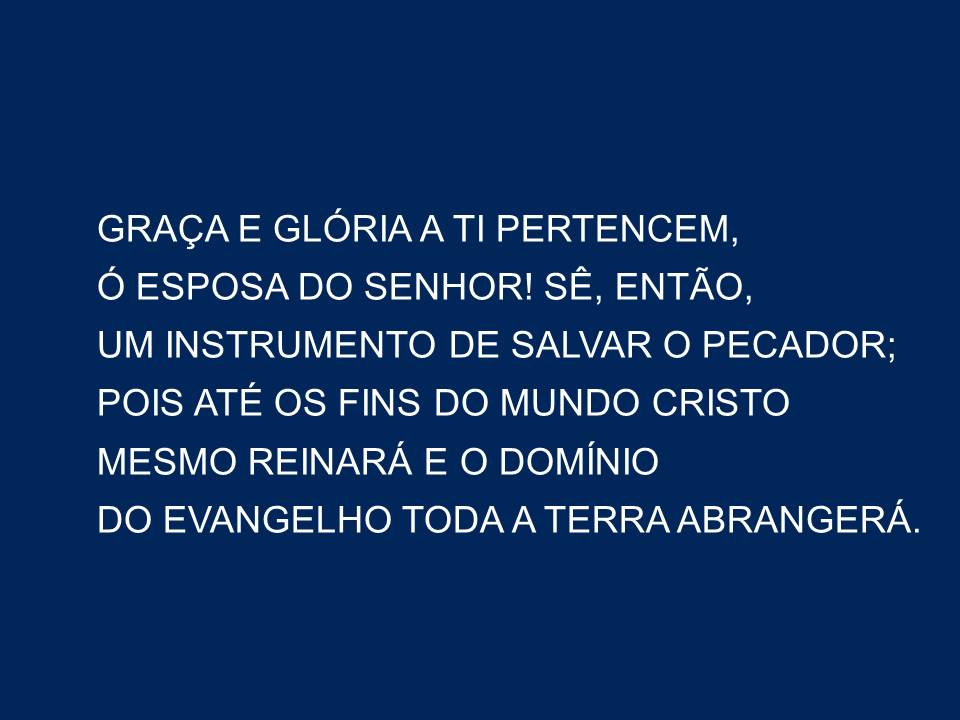 GRAÇA E GLÓRIA A TI PERTENCEM,
Ó ESPOSA DO SENHOR! SÊ, ENTÃO,
UM INSTRUMENTO DE SALVAR O PECADOR;
POIS ATÉ OS FINS DO MUNDO CRISTO
MESMO REINARÁ E O DOMÍNIO
DO EVANGELHO TODA A TERRA ABRANGERÁ.